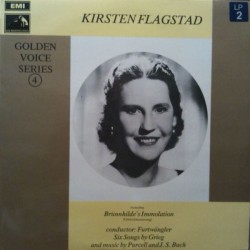 EMI
KIRSTEN FLAGSTAD
LP
2
GOLDEN
VOICE
SERIES
4
Brünnhilde's Immolation
conductor: Furtwängler
Six Songs by Grieg
and music by Purcell and J. S. Bach